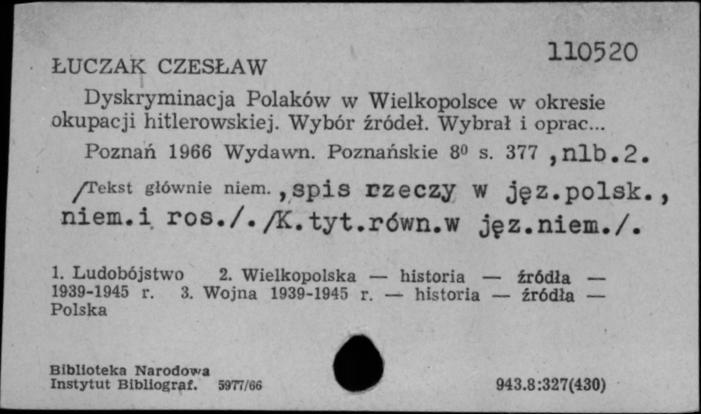 110520
ŁUCZAK CZESŁAW
Dyskryminacja Polaków w Wielkopolsce w okresie
okupacji hitlerowskiej. Wybór źródeł. Wybrał i oprac...
Poznań 1966 Wydawn. Poznańskie 8⁰ s. 377 ,nlb.2.
/Tekst głównie niem. ,spis rzeczy w jęz.polsk.,
niem.i ros./. /K.tyt.równ.w jęz.niem./.
1. Ludobójstwo 2. Wielkopolska — historia — źródła —
1939-1945 r. 3. Wojna 1939-1945 r. — historia — źródła —
Polska
Biblioteka Narodowa
Instytut Bibliograf. 5977/66 943.8:327(430)